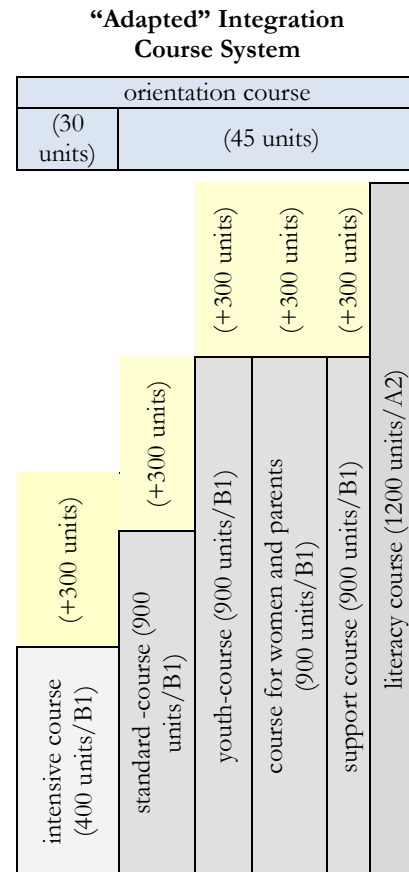 “Adapted” Integration
Course System
orientation course
(30
units)
(45 units)
(+300 units)
(+300 units)
(+300 units)
(+300 units)
(+300 units)
intensive course
(400 units/B1)
standard -course (900
units/B1)
youth-course (900 units/B1)
course for women and parents
(900 units/B1)
support course (900 units/B1)
literacy course (1200 units/A2)